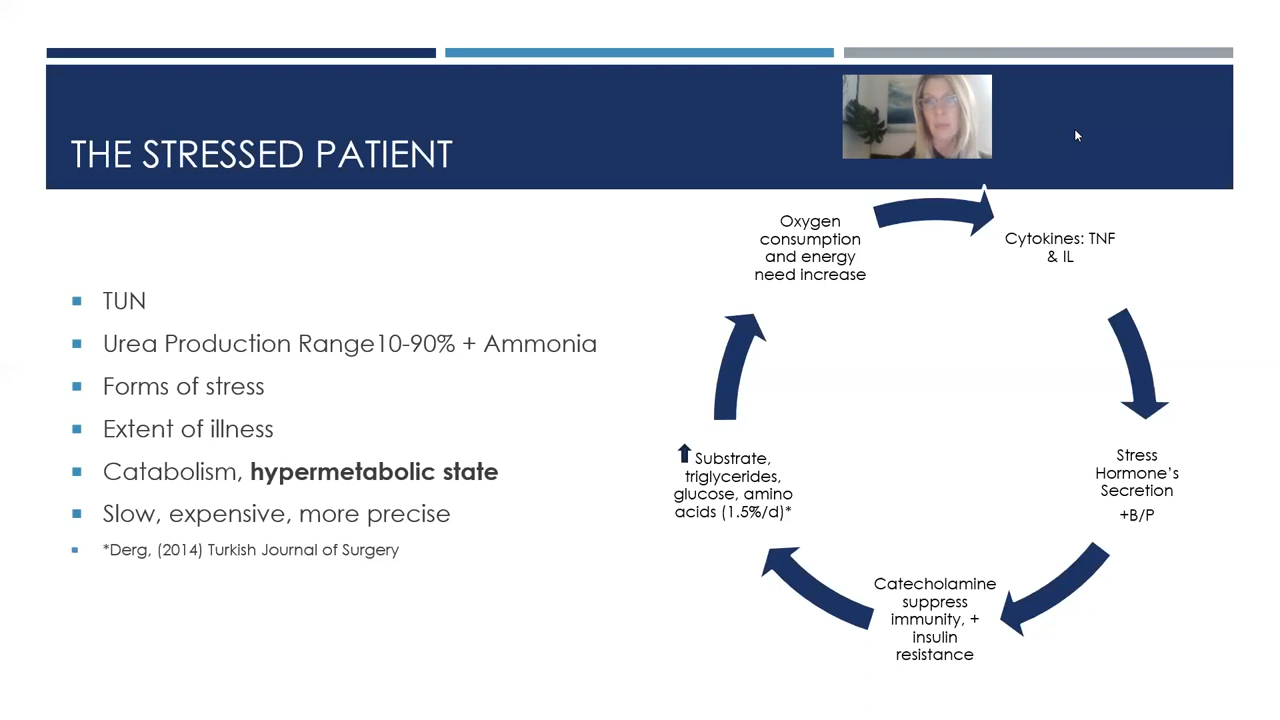 THE STRESSED PATIENT
TUN
Urea Production Range10-90% + Ammonia
Forms of stress
Extent of illness
Catabolism, hypermetabolic state
Slow, expensive, more precise
*Derg, (2014) Turkish Journal of Surgery
Oxygen
consumption
and energy
need increase
Cytokines: TNF
& IL
Stress
Hormone's
Secretion
+B/P
Catecholamine
suppress
immunity, +
insulin
resistance
Substrate,
triglycerides,
glucose, amino
acids (1.5%/d)*